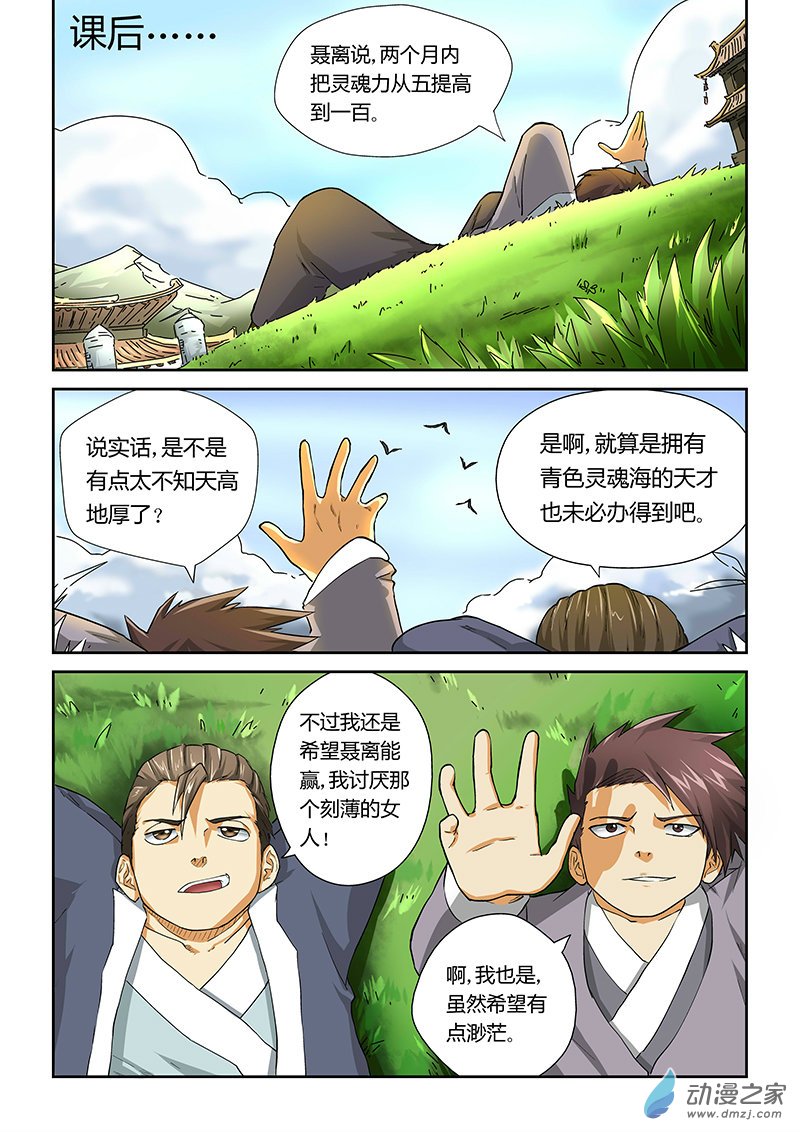 课后……
聂离说，两个月内
把灵魂力从五提高
到一百。
说实话，是不是
有点太不知天高
地厚了？
是啊，就算是拥有
青色灵魂海的天才
也未必办得到吧。
不过我还是
希望聂离能
赢，我讨厌那
个刻薄的女
人！
啊，我也是，
虽然希望有
点渺茫。
动漫之家
www.dmzj.com